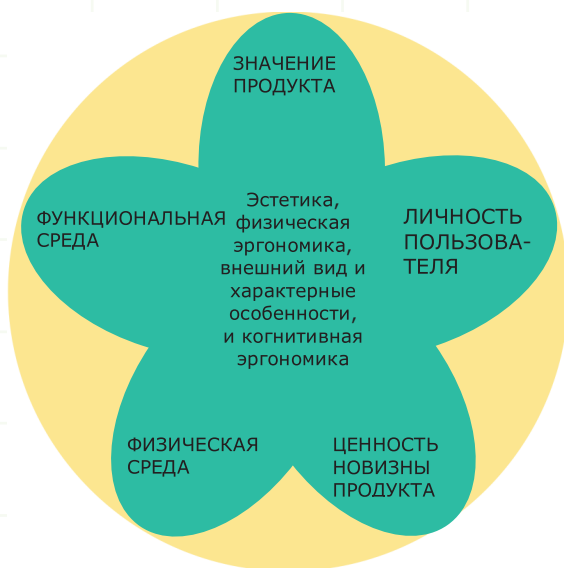 ЗНАЧЕНИЕ
ПРОДУКТА
ФУНКЦИОНАЛЬНАЯ
СРЕДА
Эстетика,
физическая
эргономика,
внешний вид и
характерные
особенности,
и когнитивная
эргономика
ЛИЧНОСТЬ
ПОЛЬЗОВА-
ТЕЛЯ
ФИЗИЧЕСКАЯ
СРЕДА
ЦЕННОСТЬ
НОВИЗНЫ
ПРОДУКТА